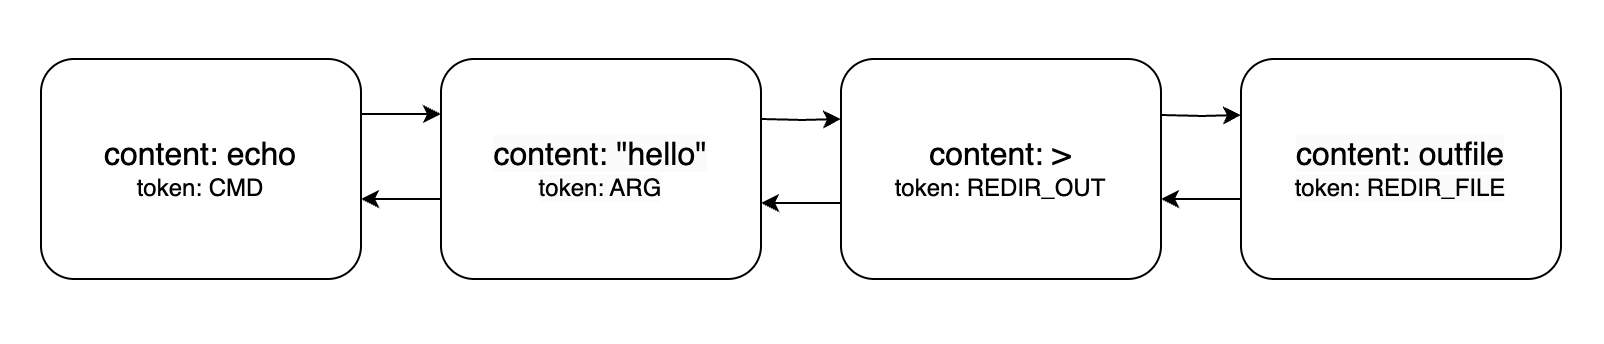 content: echo
token: CMD
content: "hello"
token: ARG
content: >
token: REDIR_OUT
content: outfile
token: REDIR_FILE